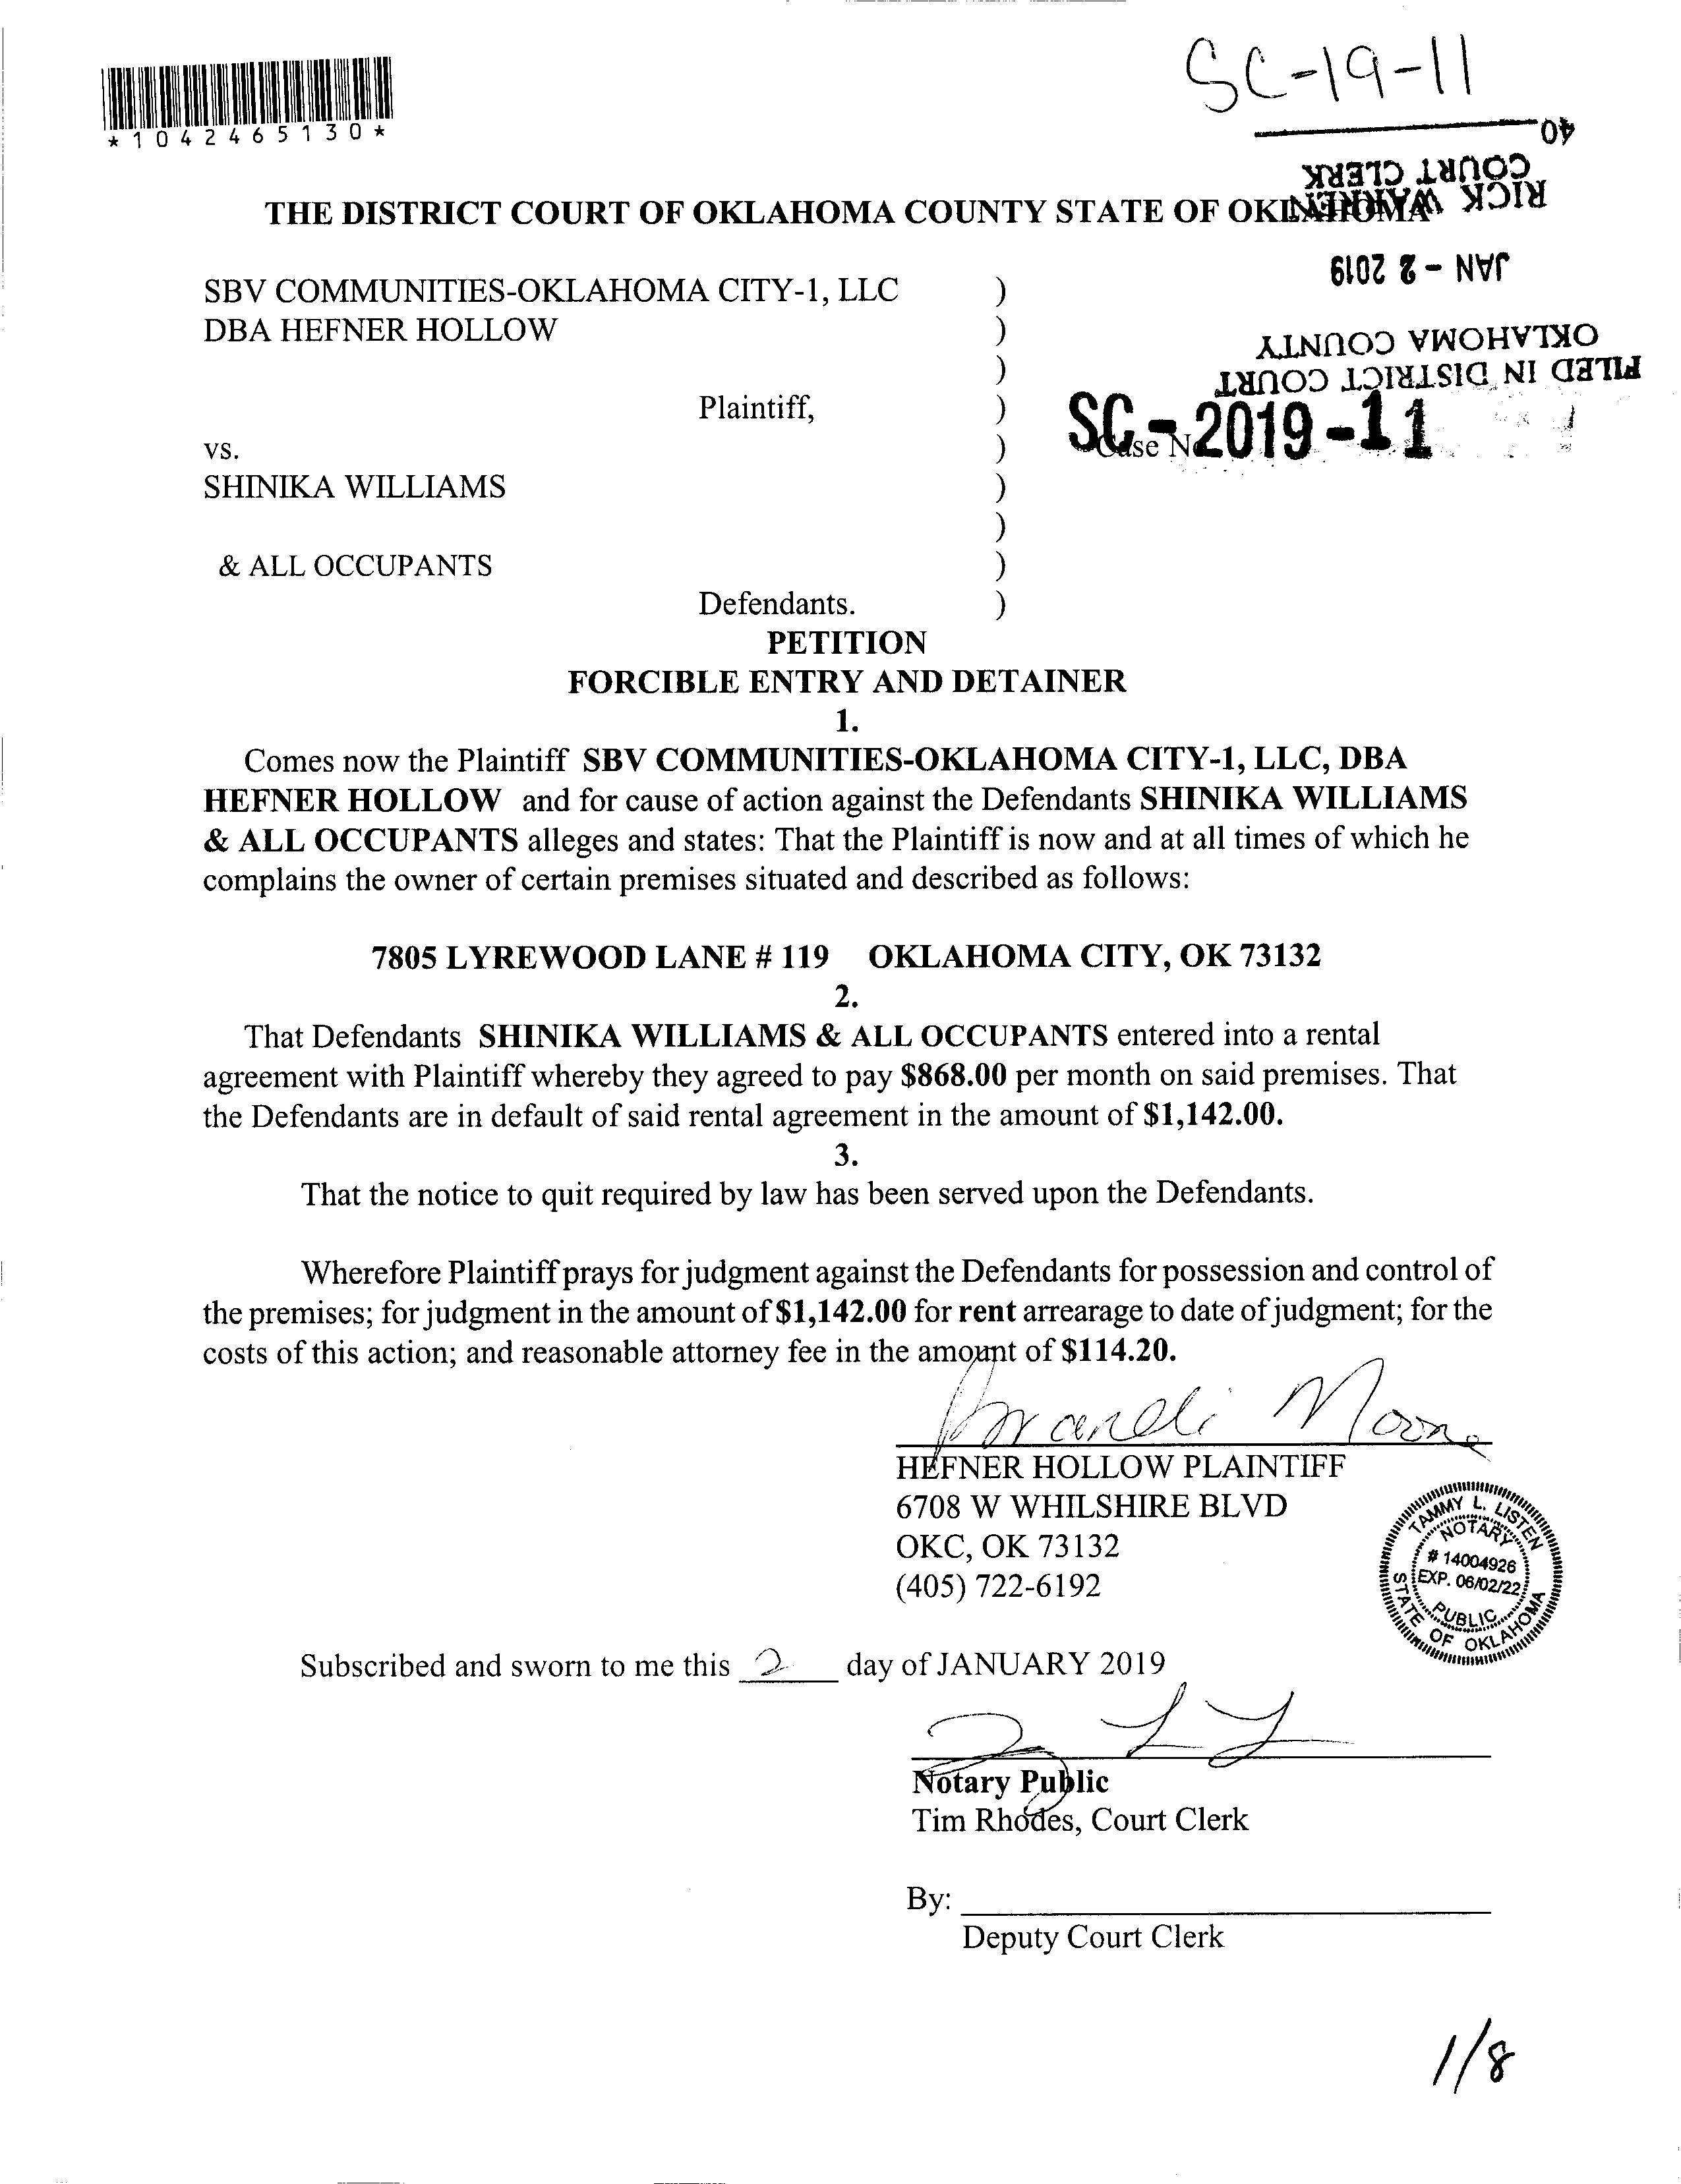 SC-19-11
*1042465130*
FILED IN DISTRICT COURT
OKLAHOMA COUNTY
JAN - 2 2019
RICK WARREN
COURT CLERK
40
THE DISTRICT COURT OF OKLAHOMA COUNTY STATE OF OKLAHOMA
SBV COMMUNITIES-OKLAHOMA CITY-1, LLC )
DBA HEFNER HOLLOW )
)
Plaintiff, )
vs. ) Case No SC-2019-11
SHINIKA WILLIAMS )
)
& ALL OCCUPANTS )
Defendants. )
PETITION
FORCIBLE ENTRY AND DETAINER
1.
Comes now the Plaintiff SBV COMMUNITIES-OKLAHOMA CITY-1, LLC, DBA
HEFNER HOLLOW and for cause of action against the Defendants SHINIKA WILLIAMS
& ALL OCCUPANTS alleges and states: That the Plaintiff is now and at all times of which he
complains the owner of certain premises situated and described as follows:
7805 LYREWOOD LANE # 119 OKLAHOMA CITY, OK 73132
2.
That Defendants SHINIKA WILLIAMS & ALL OCCUPANTS entered into a rental
agreement with Plaintiff whereby they agreed to pay $868.00 per month on said premises. That
the Defendants are in default of said rental agreement in the amount of $1,142.00.
3.
That the notice to quit required by law has been served upon the Defendants.
Wherefore Plaintiff prays for judgment against the Defendants for possession and control of
the premises; for judgment in the amount of $1,142.00 for rent arrearage to date of judgment; for the
costs of this action; and reasonable attorney fee in the amount of $114.20.
Brandi Moone
HEFNER HOLLOW PLAINTIFF
6708 W WHILSHIRE BLVD
OKC, OK 73132
(405) 722-6192
TAMMY L. LISTEN
NOTARY
# 14004926
EXP. 06/02/22
PUBLIC
STATE OF OKLAHOMA
Subscribed and sworn to me this 2 day of JANUARY 2019
Notary Public
Tim Rhodes, Court Clerk
By:
Deputy Court Clerk
1/8